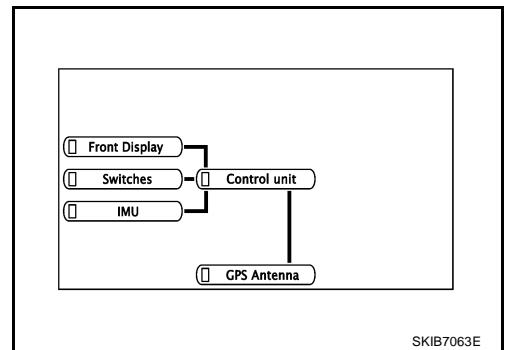 Front Display
Switches
Control unit
IMU
GPS Antenna
SKIB7063E